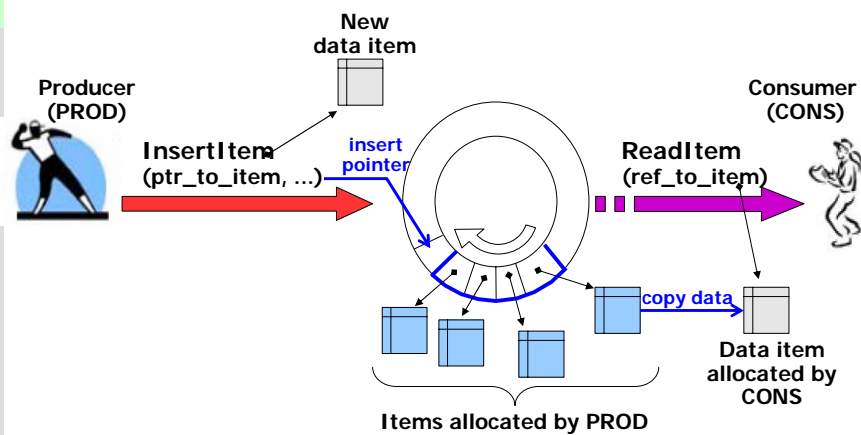 New
data item
Producer
(PROD)
Consumer
(CONS)
InsertItem
(ptr_to_item, ...)
insert
pointer
ReadItem
(ref_to_item)
copy data
Data item
allocated by
CONS
Items allocated by PROD